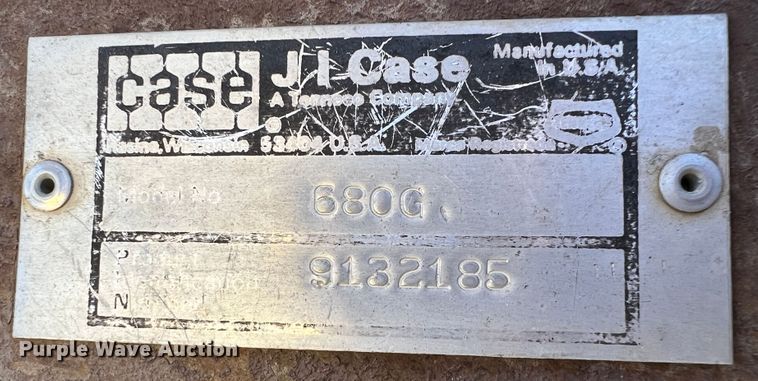 case
J I Case
A Tenneco Company
Manufactured
in U.S.A.
Racine, Wisconsin 53404 U.S.A.
Model No. 680G.
P
9132185
N
Purple Wave Auction